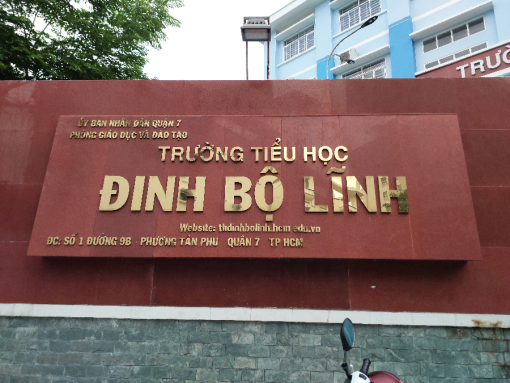 ỦY BAN NHÂN DÂN QUẬN 7
PHÒNG GIÁO DỤC VÀ ĐÀO TẠO
TRƯỜNG TIỂU HỌC
ĐINH BỘ LĨNH
Website: thdinhbolinh.hcm.edu.vn
ĐC: SỐ 1 ĐƯỜNG 9B - PHƯỜNG TÂN PHÚ QUẬN 7 TP HCM
TRƯỜ